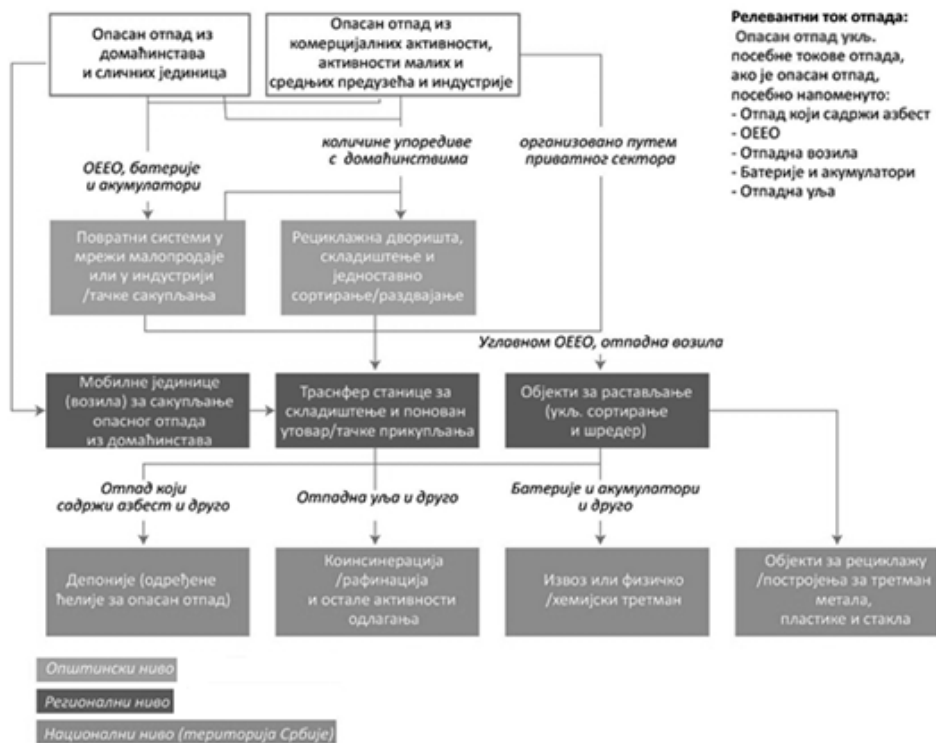 Опасан отпад из
домаћинстава
и сличних јединица
Опасан отпад из
комерцијалних активности,
активности малих и
средњих предузећа и индустрије
Релевантни ток отпада:
Опасан отпад укљ.
посебне токове отпада,
ако је опасан отпад,
посебно напоменуто:
- Отпад који садржи азбест
- ОЕЕО
- Отпадна возила
- Батерије и акумулатори
- Отпадна уља
ОЕЕО, батерије
и акумулатори
количине упоредиве
с домаћинствима
организовано путем
приватног сектора
Повратни системи у
мрежи малопродаје
или у индустрији
/тачке сакупљања
Рециклажна дворишта,
складиштење и
једноставно
сортирање/раздвајање
Углавном ОЕЕО, отпадна возила
Мобилне јединице
(возила) за сакупљање
опасног отпада
из домаћинства
Траснфер станице за
складиштење и понован
утовар/тачке прикупљања
Објекти за растављање
(укљ. сортирање
и шредер)
Отпад који
садржи азбест и друго
Отпадна уља и друго
Батерије и акумулатори
и друго
Депоније (одређене
ћелије за опасан отпад)
Коинсинерација
/рафинација
и остале активности
одлагања
Извоз или физичко
/хемијски третман
Објекти за рециклажу
/постројења за третман
метала,
пластике и стакла
Општински ниво
Регионални ниво
Национални ниво (територија Србије)